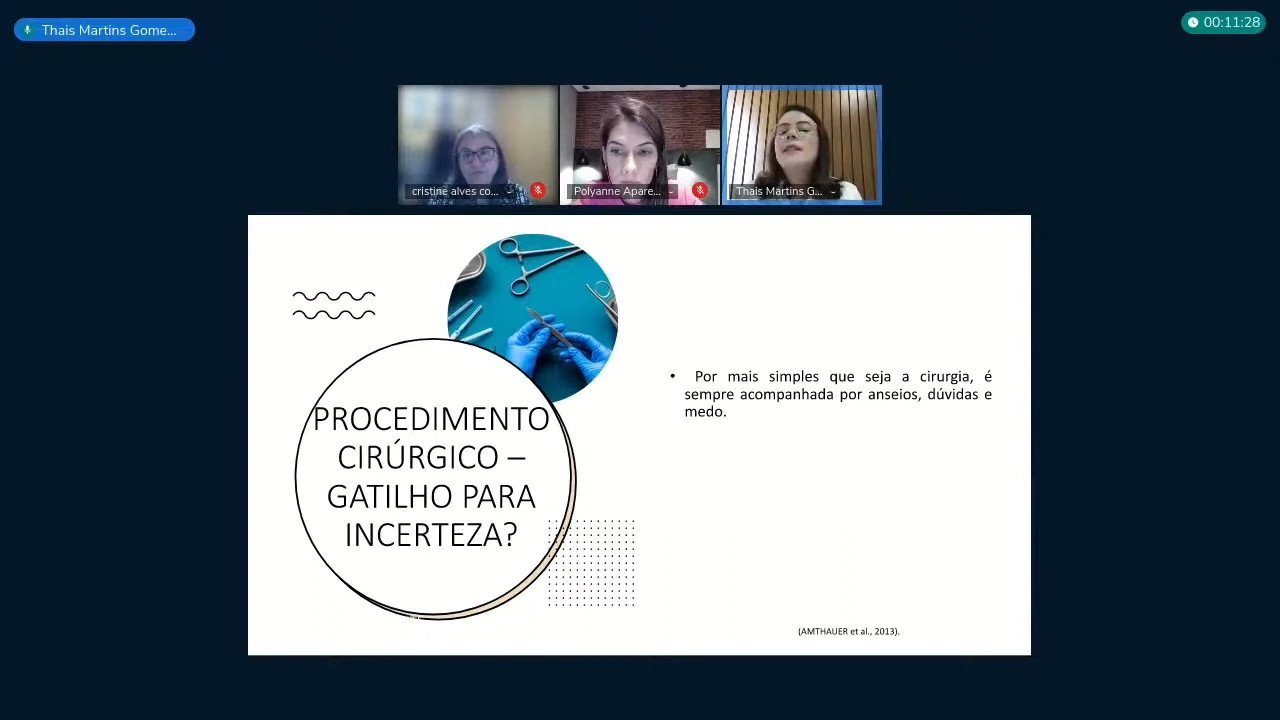 Thais Martins Gome...
00:11:28
cristine alves co...
Polyanne Apare...
Thais Martins G...
PROCEDIMENTO
CIRÚRGICO –
GATILHO PARA
INCERTEZA?
• Por mais simples que seja a cirurgia, é
sempre acompanhada por anseios, dúvidas e
medo.
(AMTHAUER et al., 2013).